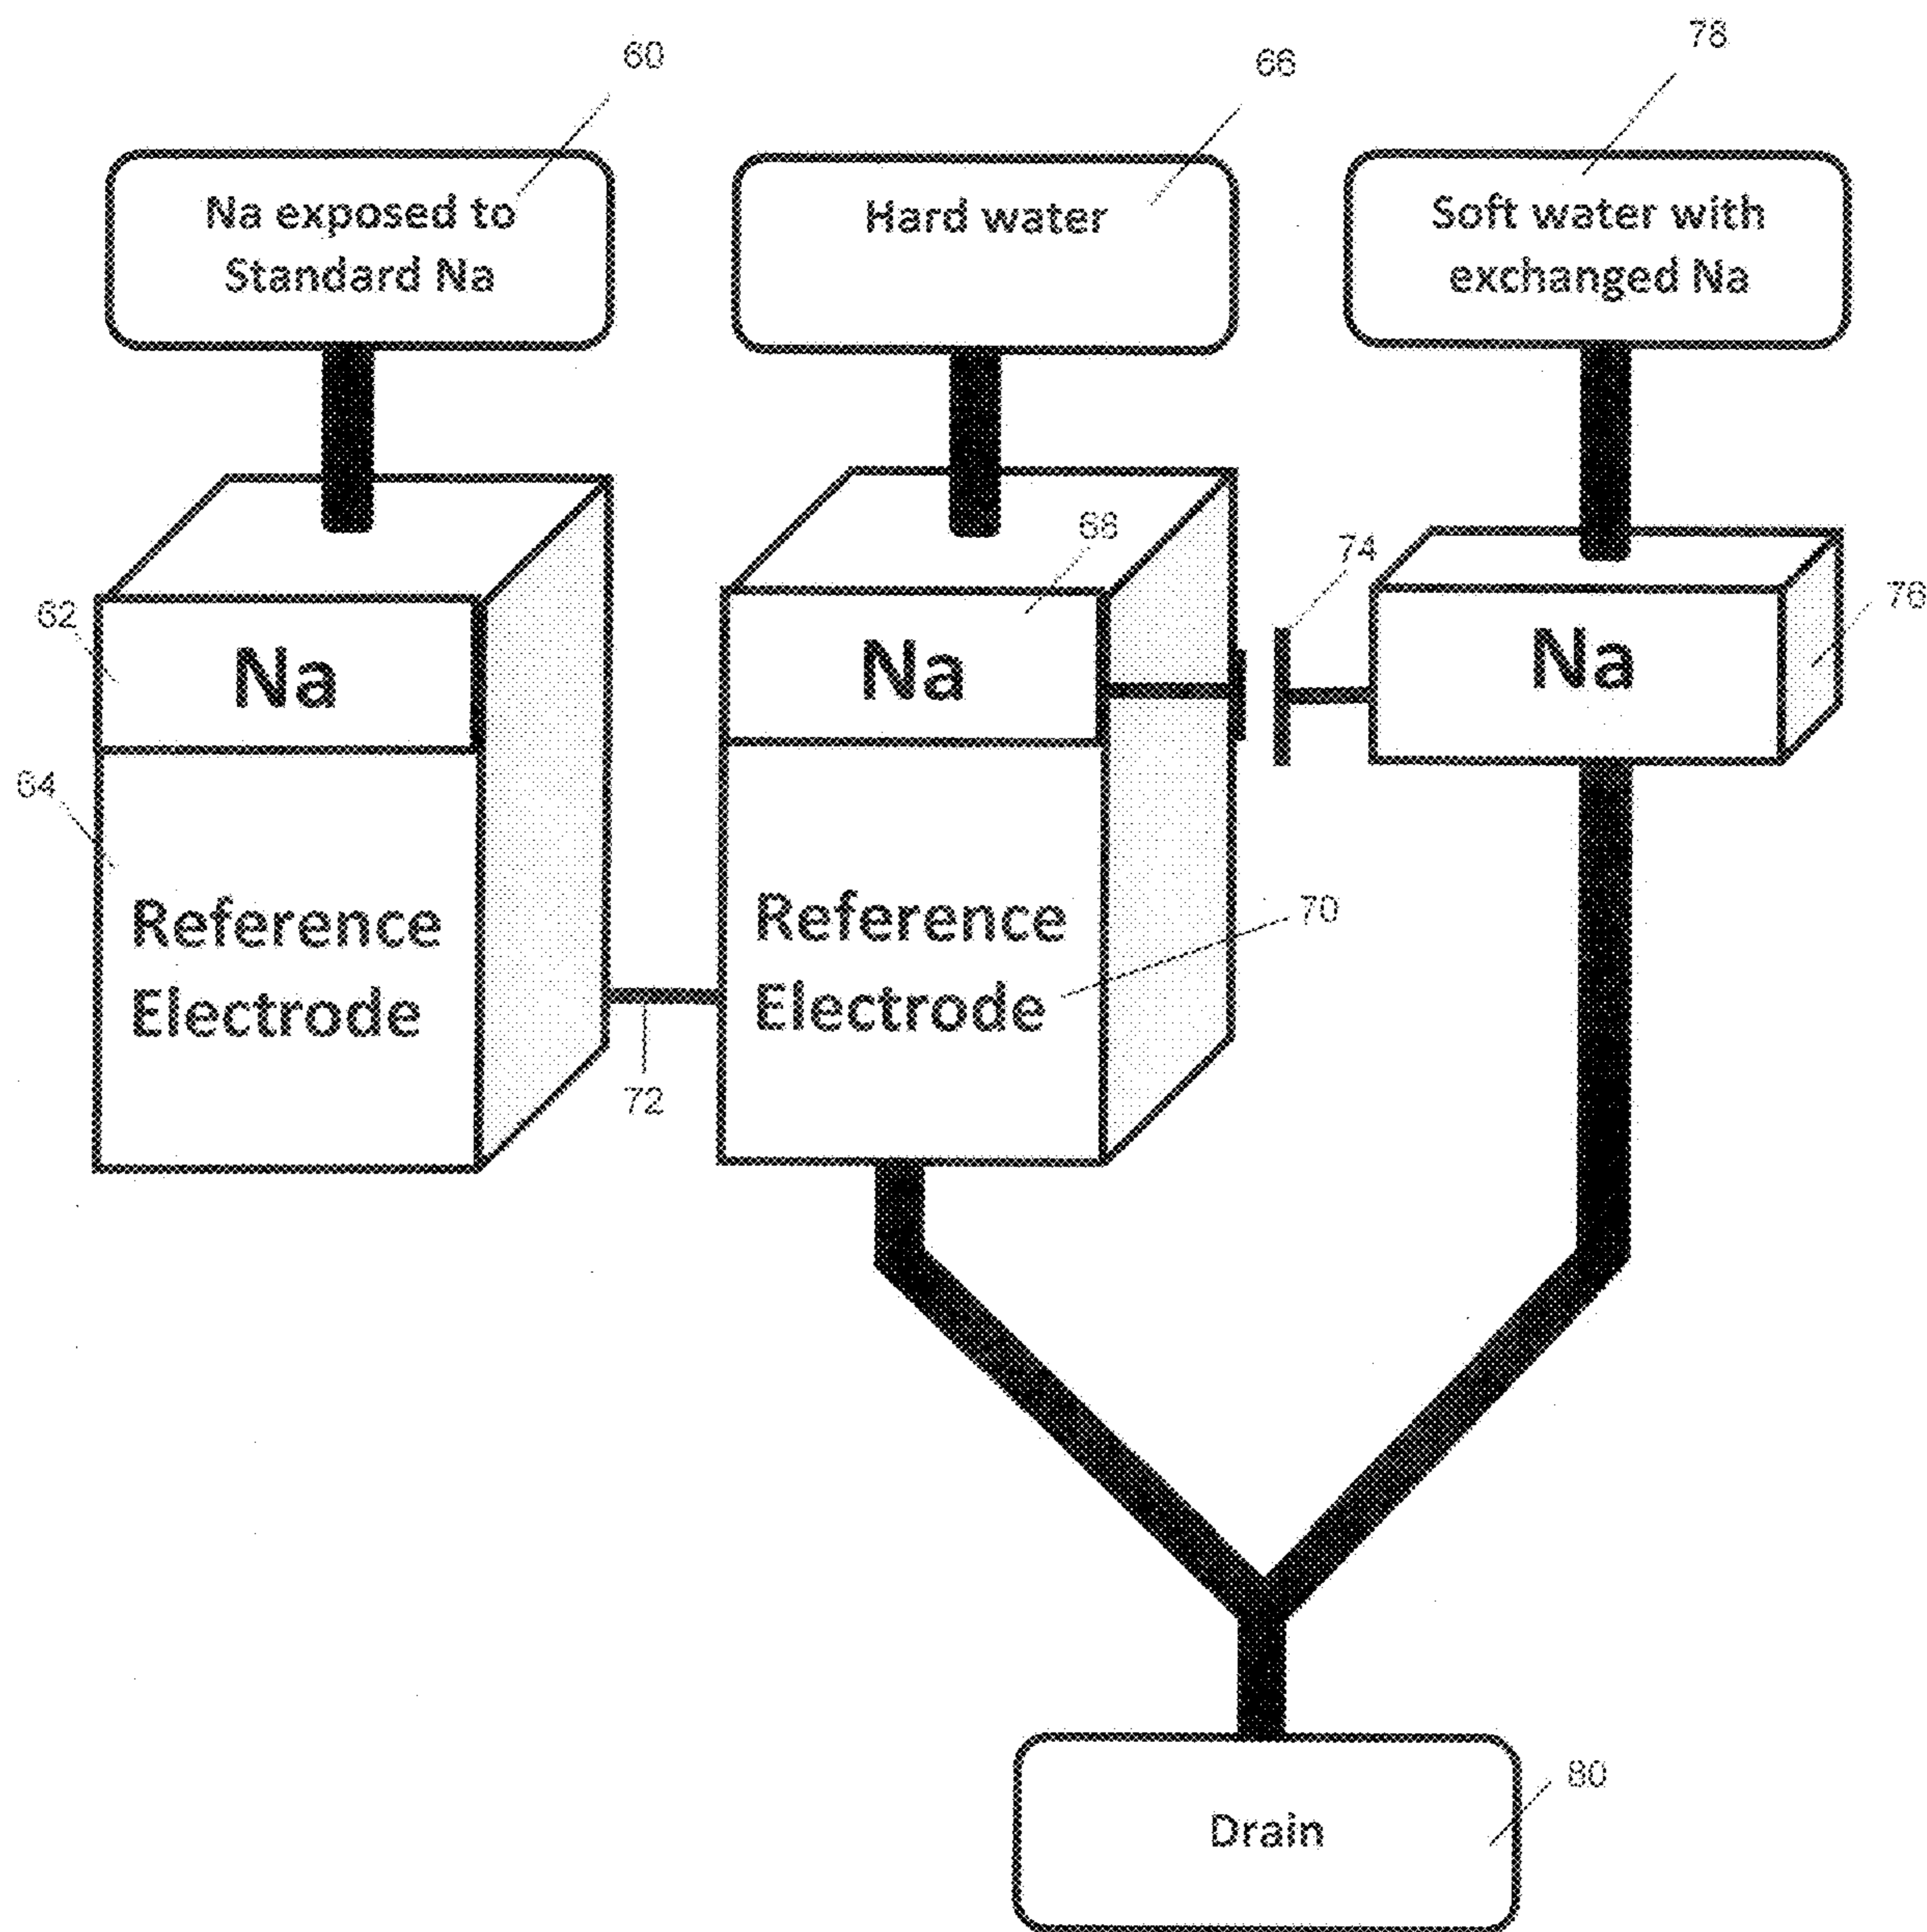 60
66
78
Na exposed to
Standard Na
Hard water
Soft water with
exchanged Na
68
74
62
Na
Na
Na
76
64
Reference
Electrode
Reference
Electrode
70
72
Drain
80